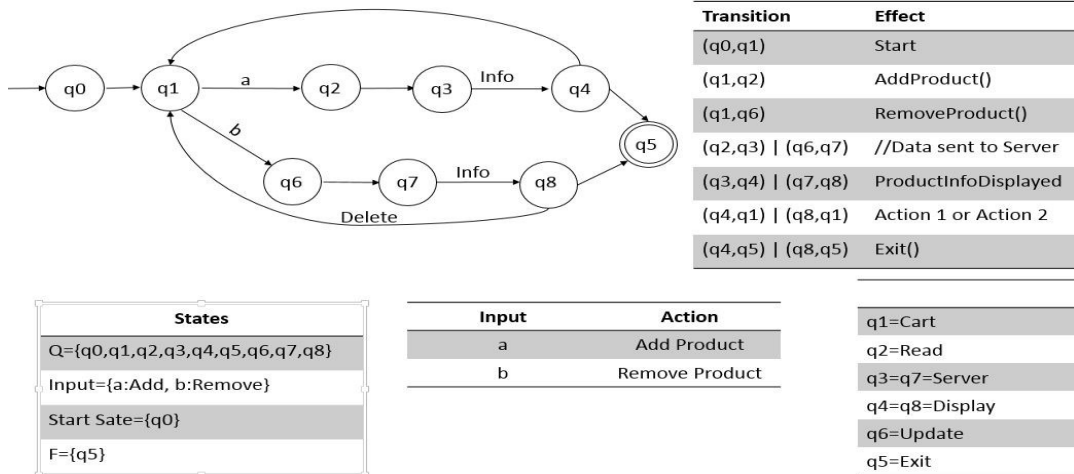 Transition Effect
(q0,q1) Start
(q1,q2) AddProduct()
(q1,q6) RemoveProduct()
(q2,q3) | (q6,q7) //Data sent to Server
(q3,q4) | (q7,q8) ProductInfoDisplayed
(q4,q1) | (q8,q1) Action 1 or Action 2
(q4,q5) | (q8,q5) Exit()
q0 q1 a q2 q3 Info q4
b
q5
q6 q7 Info q8
Delete
States
Q={q0,q1,q2,q3,q4,q5,q6,q7,q8}
Input={a:Add, b:Remove}
Start Sate={q0}
F={q5}
Input Action
a Add Product
b Remove Product
q1=Cart
q2=Read
q3=q7=Server
q4=q8=Display
q6=Update
q5=Exit